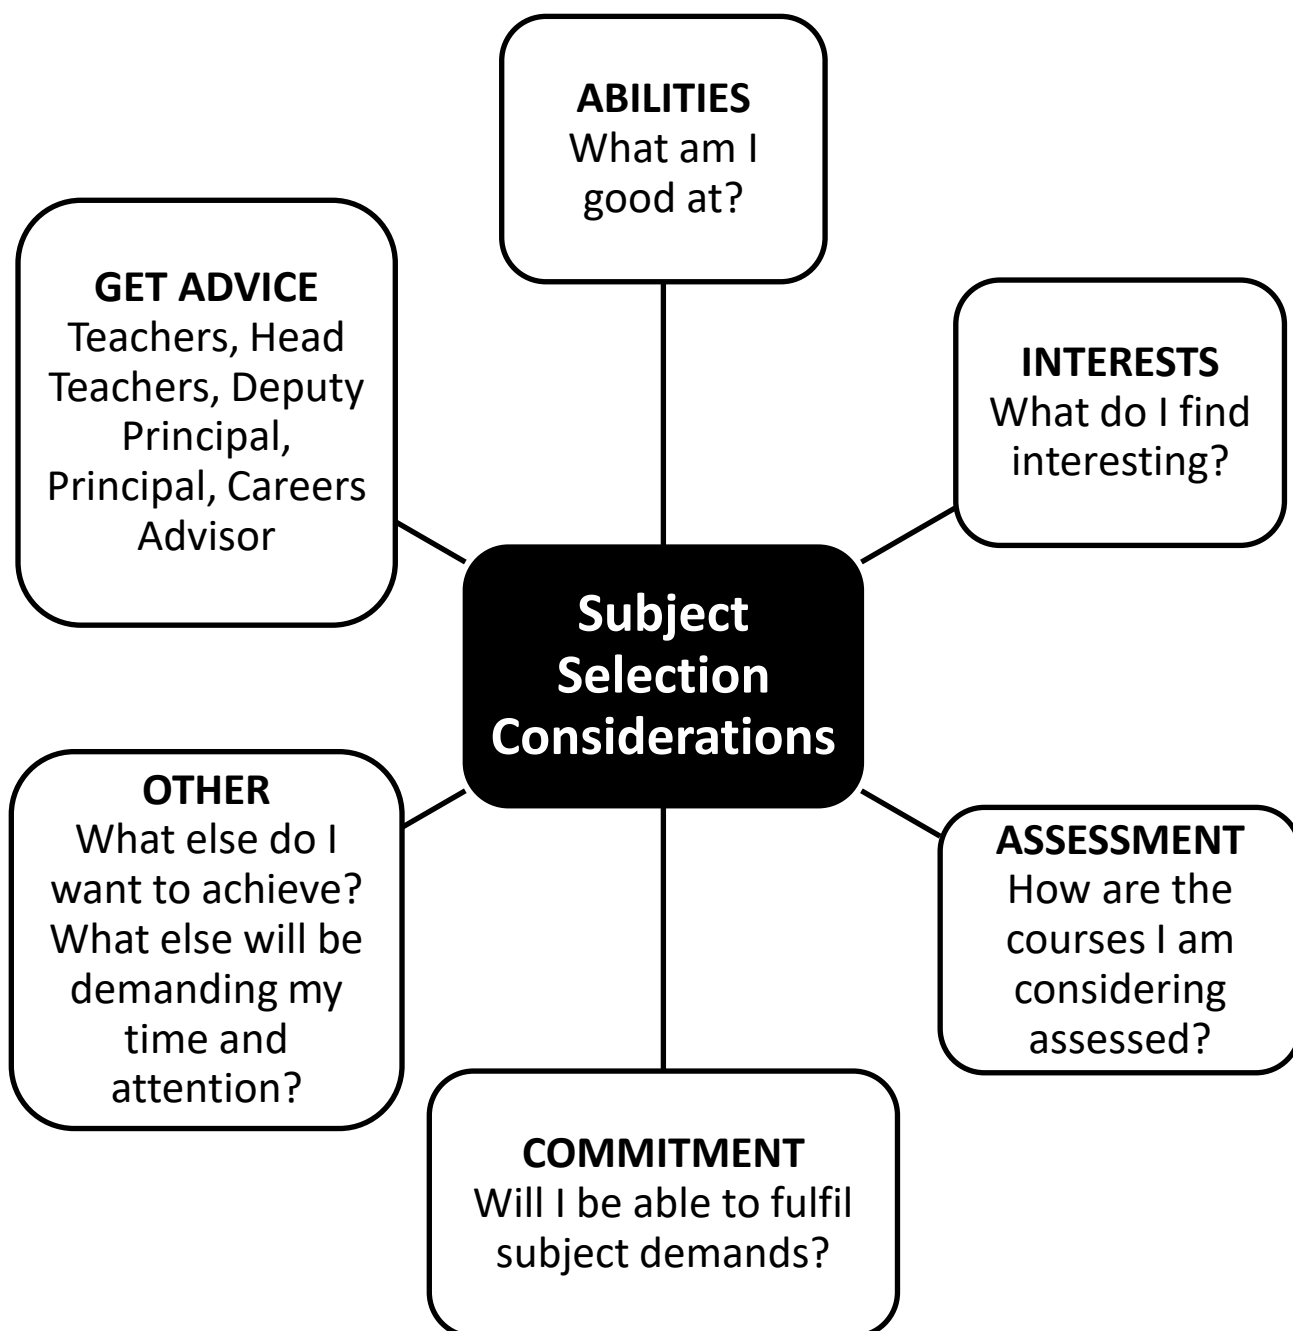 ABILITIES
What am I
good at?
GET ADVICE
Teachers, Head
Teachers, Deputy
Principal,
Principal, Careers
Advisor
INTERESTS
What do I find
interesting?
Subject
Selection
Considerations
OTHER
What else do I
want to achieve?
What else will be
demanding my
time and
attention?
ASSESSMENT
How are the
courses I am
considering
assessed?
COMMITMENT
Will I be able to fulfil
subject demands?